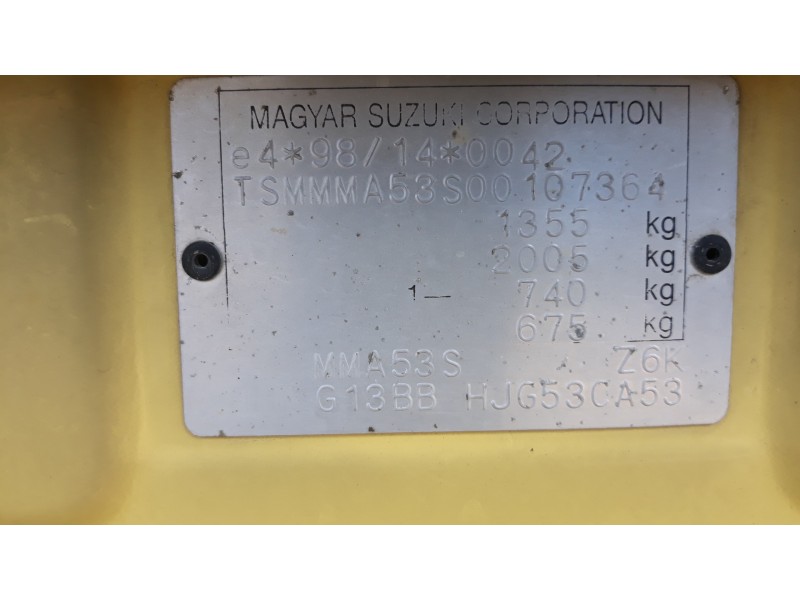 MAGYAR SUZUKI CORPORATION
e4*98/14*0042
TSMMMA53S00107364
1355 kg
2005 kg
1— 740 kg
675 kg
MMA53S Z6K
G13BB HJG53CA53